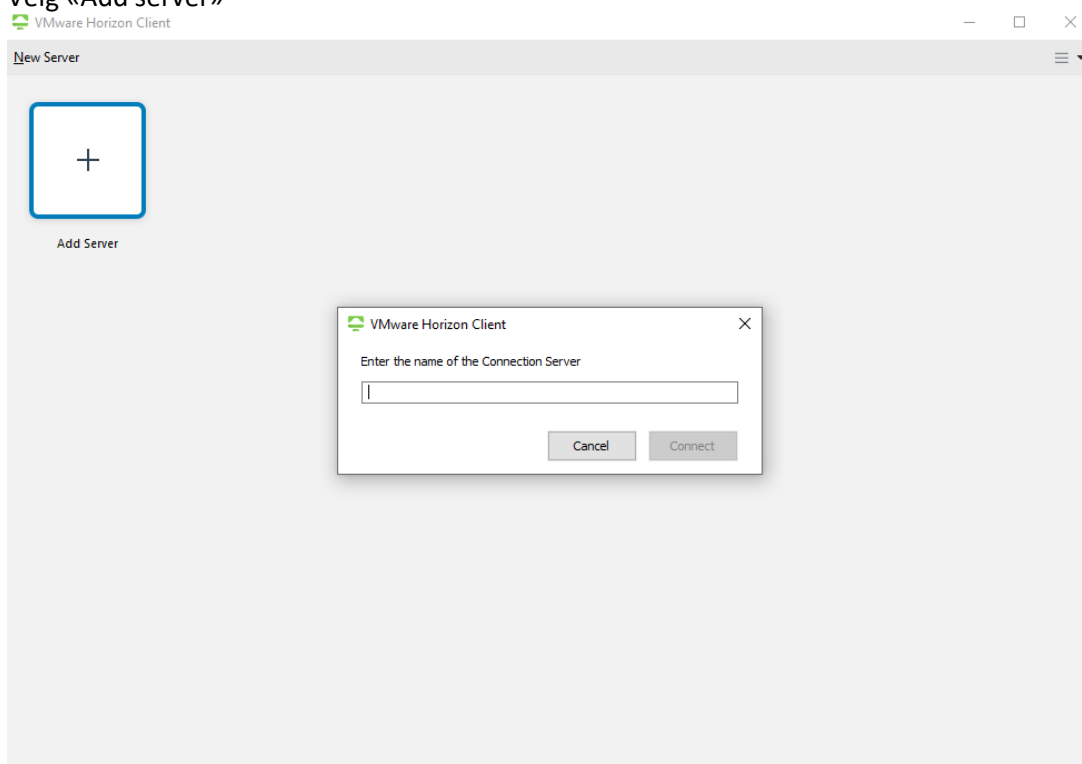 Velg «Add server»
VMware Horizon Client
New Server
Add Server
VMware Horizon Client
Enter the name of the Connection Server
Cancel Connect